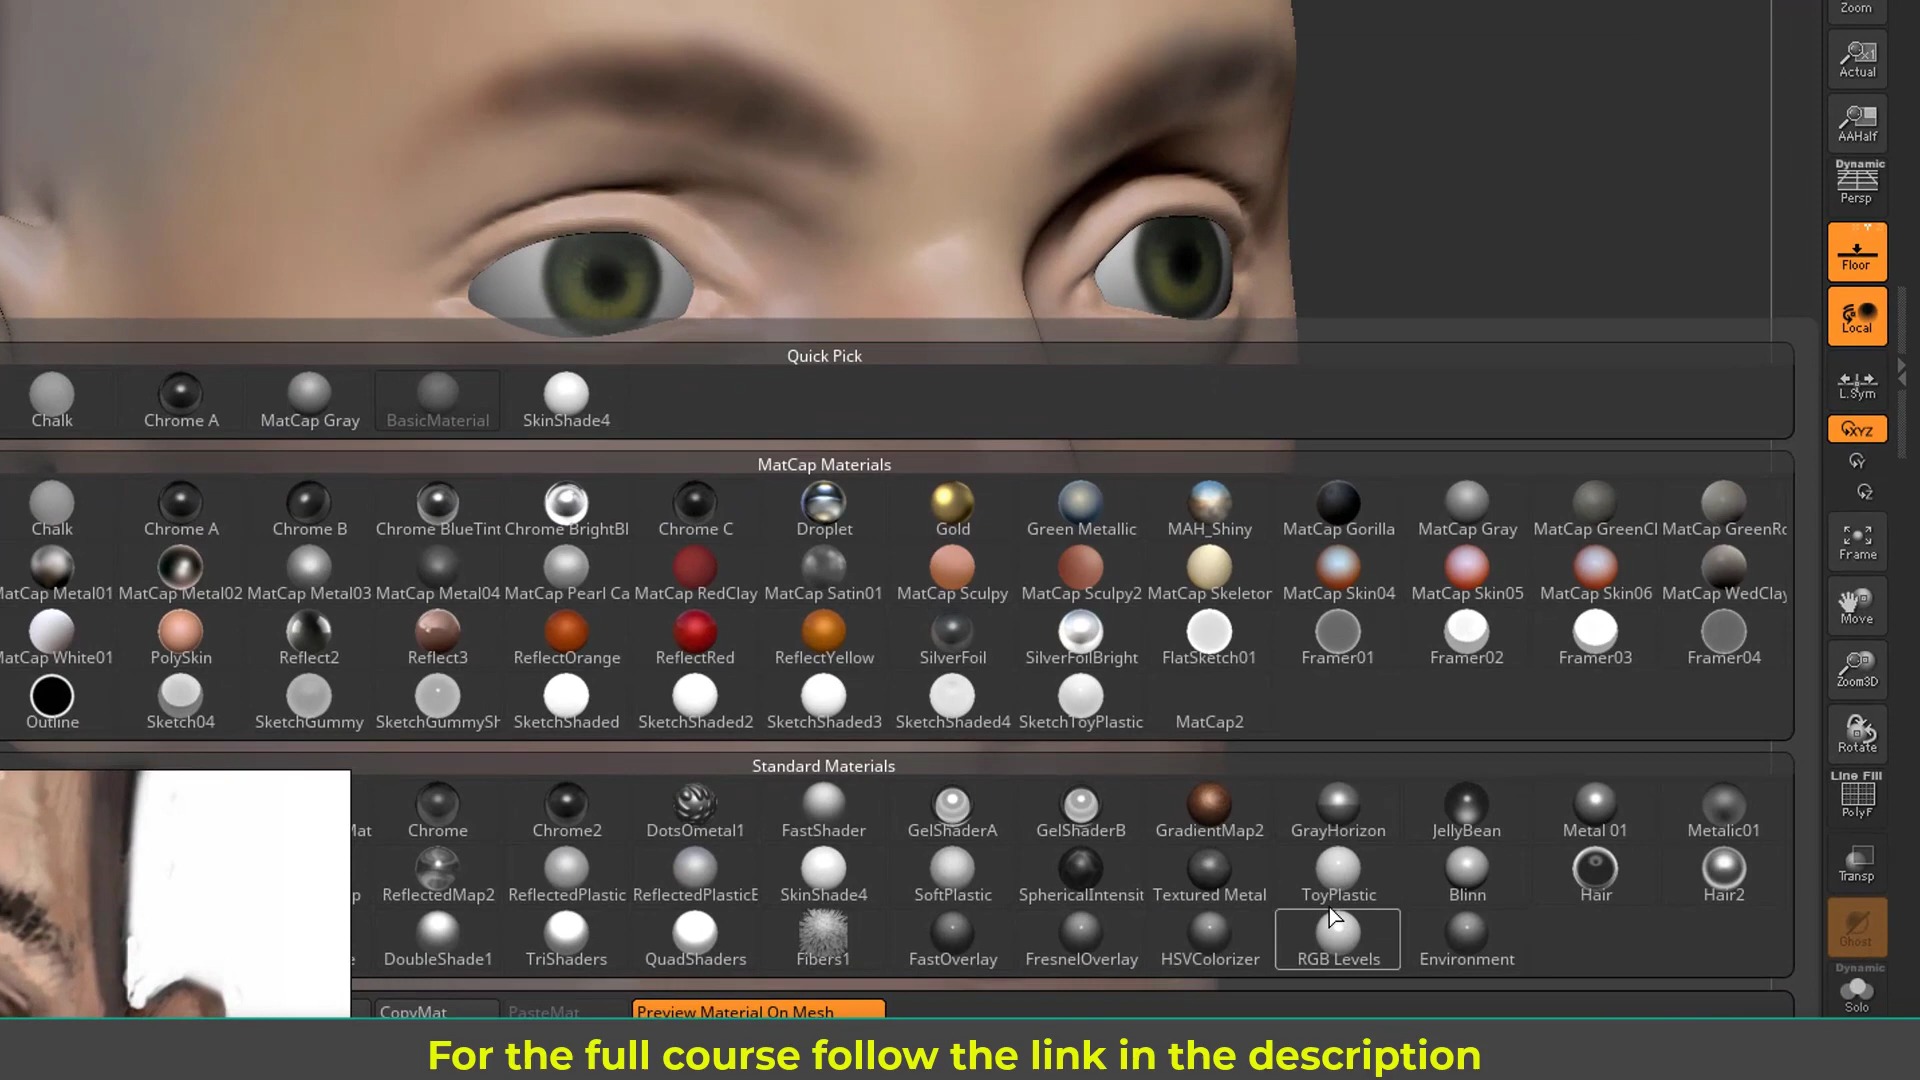 Zoom
Actual
AAHalf
Dynamic
Persp
Floor
Local
L.Sym
XYZ
Frame
Move
Zoom3D
Rotate
Line Fill
PolyF
Transp
Ghost
Dynamic
Solo
Quick Pick
Chalk Chrome A MatCap Gray BasicMaterial SkinShade4
MatCap Materials
Chalk Chrome A Chrome B Chrome BlueTint Chrome BrightBl Chrome C Droplet Gold Green Metallic MAH_Shiny MatCap Gorilla MatCap Gray MatCap GreenCl MatCap GreenRo
MatCap Metal01 MatCap Metal02 MatCap Metal03 MatCap Metal04 MatCap Pearl Ca MatCap RedClay MatCap Satin01 MatCap Sculpy MatCap Sculpy2 MatCap Skeleton MatCap Skin04 MatCap Skin05 MatCap Skin06 MatCap WedClay
MatCap White01 PolySkin Reflect2 Reflect3 ReflectOrange ReflectRed ReflectYellow SilverFoil SilverFoilBright FlatSketch01 Framer01 Framer02 Framer03 Framer04
Outline Sketch04 SketchGummy SketchGummySh SketchShaded SketchShaded2 SketchShaded3 SketchShaded4 SketchToyPlastic MatCap2
Standard Materials
Mat Chrome Chrome2 DotsOmetal1 FastShader GelShaderA GelShaderB GradientMap2 GrayHorizon JellyBean Metal 01 Metalic01
p ReflectedMap2 ReflectedPlastic ReflectedPlasticB SkinShade4 SoftPlastic SphericalIntensit Textured Metal ToyPlastic Blinn Hair Hair2
e DoubleShade1 TriShaders QuadShaders Fibers1 FastOverlay FresnelOverlay HSVColorizer RGB Levels Environment
CopyMat PasteMat Preview Material On Mesh
For the full course follow the link in the description